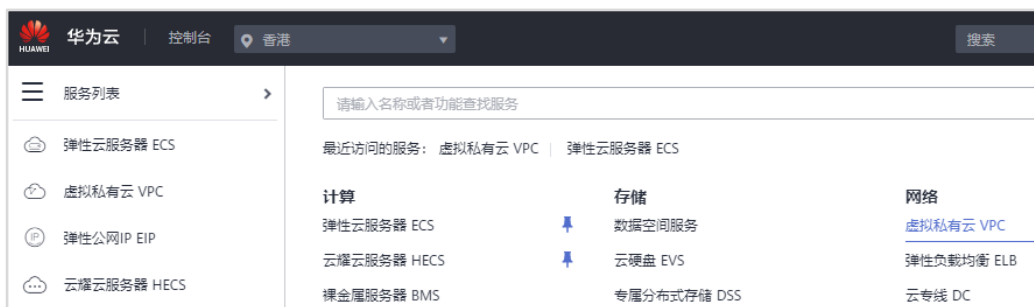 HUAWEI 华为云 控制台 香港 搜索
服务列表
弹性云服务器 ECS
虚拟私有云 VPC
弹性公网IP EIP
云耀云服务器 HECS
请输入名称或者功能查找服务
最近访问的服务： 虚拟私有云 VPC 弹性云服务器 ECS
计算
弹性云服务器 ECS
云耀云服务器 HECS
裸金属服务器 BMS
存储
数据空间服务
云硬盘 EVS
专属分布式存储 DSS
网络
虚拟私有云 VPC
弹性负载均衡 ELB
云专线 DC